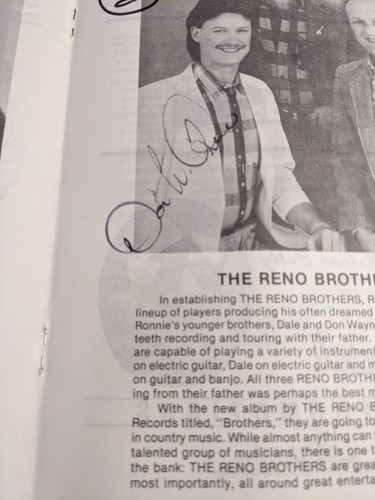 THE RENO BROTH
In establishing THE RENO BROTHERS, R
lineup of players producing his often dreamed
Ronnie's younger brothers, Dale and Don Wayn
teeth recording and touring with their father.
are capable of playing a variety of instrument
on electric guitar, Dale on electric guitar and m
on guitar and banjo. All three RENO BROTHE
ing from their father was perhaps the best m
With the new album by THE RENO B
Records titled, "Brothers," they are going to
in country music. While almost anything can
talented group of musicians, there is one t
the bank: THE RENO BROTHERS are grea
most importantly, all around great enterta